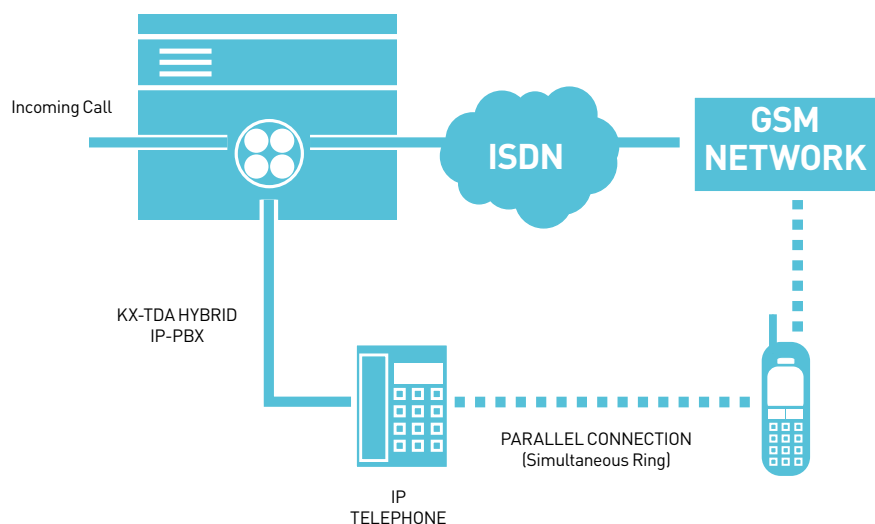 Incoming Call
ISDN
GSM
NETWORK
KX-TDA HYBRID
IP-PBX
PARALLEL CONNECTION
(Simultaneous Ring)
IP
TELEPHONE